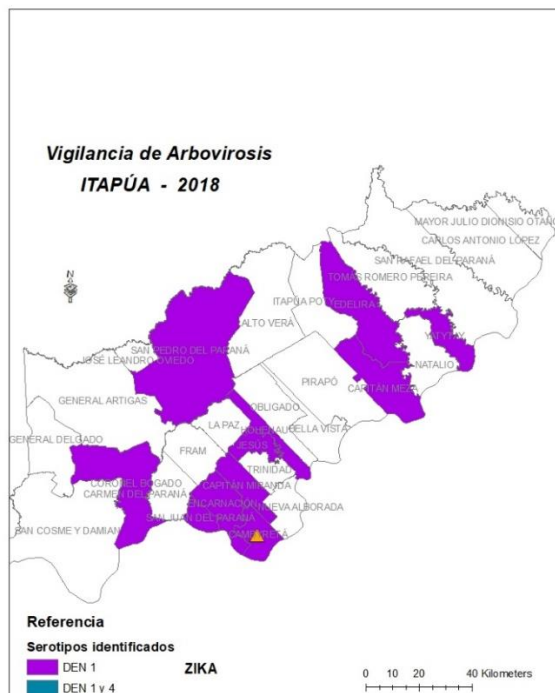 Vigilancia de Arbovirosis
ITAPÚA - 2018
N
MAYOR JULIO DIONISIO OTAÑO
CARLOS ANTONIO LÓPEZ
SAN RAFAEL DEL PARANÁ
TOMAS ROMERO PEREIRA
ITAPÚA POTY
EDELIRA
ALTO VERÁ
YATYTAY
SAN PEDRO DEL PARANÁ
JOSÉ LEANDRO OVIEDO
NATALIO
PIRAPÓ
CAPITÁN MEZA
GENERAL ARTIGAS
OBLIGADO
LA PAZ
HOHENAU
BELLA VISTA
GENERAL DELGADO
JESÚS
FRAM
TRINIDAD
CORONEL BOGADO
CAPITÁN MIRANDA
CARMEN DEL PARANÁ
ENCARNACIÓN
NUEVA ALBORADA
SAN JUAN DEL PARANÁ
SAN COSME Y DAMIAN
CAMBYRETÁ
Referencia
Serotipos identificados
DEN 1
ZIKA
DEN 1 y 4
0 10 20 40 Kilometers